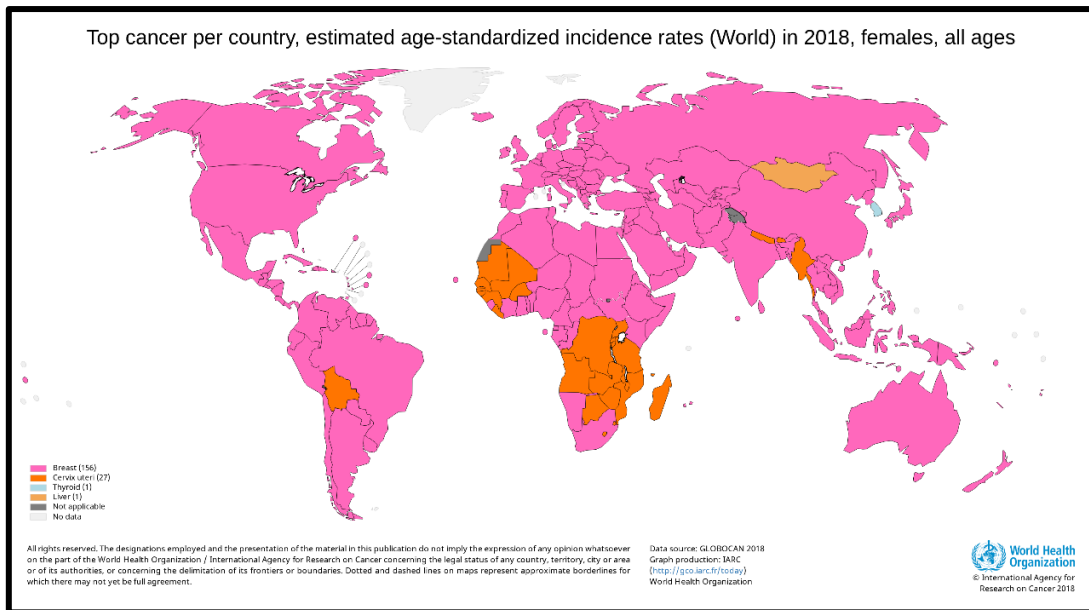 Top cancer per country, estimated age-standardized incidence rates (World) in 2018, females, all ages
Breast (156)
Cervix uteri (27)
Thyroid (1)
Liver (1)
Not applicable
No data
All rights reserved. The designations employed and the presentation of the material in this publication do not imply the expression of any opinion whatsoever
on the part of the World Health Organization / International Agency for Research on Cancer concerning the legal status of any country, territory, city or area
or of its authorities, or concerning the delimitation of its frontiers or boundaries. Dotted and dashed lines on maps represent approximate borderlines for
which there may not yet be full agreement.
Data source: GLOBOCAN 2018
Graph production: IARC
(http://gco.iarc.fr/today)
World Health Organization
World Health
Organization
© International Agency for
Research on Cancer 2018